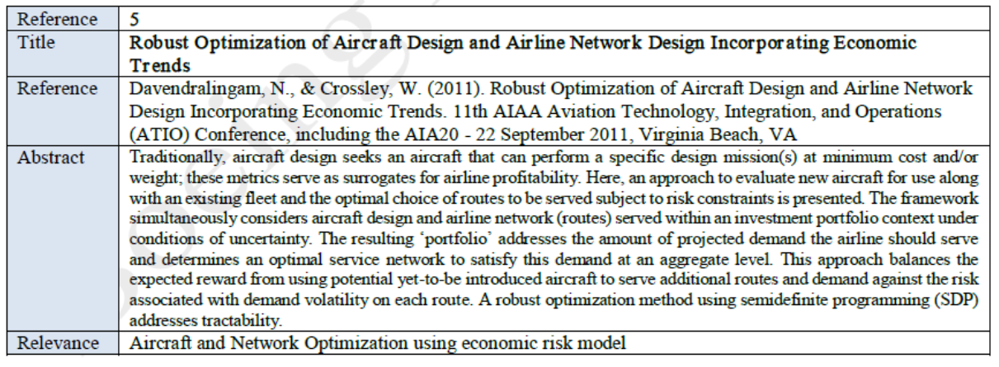 Reference 5
Title Robust Optimization of Aircraft Design and Airline Network Design Incorporating Economic
Trends
Reference Davendralingam, N., & Crossley, W. (2011). Robust Optimization of Aircraft Design and Airline Network
Design Incorporating Economic Trends. 11th AIAA Aviation Technology, Integration, and Operations
(ATIO) Conference, including the AIA20 - 22 September 2011, Virginia Beach, VA
Abstract Traditionally, aircraft design seeks an aircraft that can perform a specific design mission(s) at minimum cost and/or
weight; these metrics serve as surrogates for airline profitability. Here, an approach to evaluate new aircraft for use along
with an existing fleet and the optimal choice of routes to be served subject to risk constraints is presented. The framework
simultaneously considers aircraft design and airline network (routes) served within an investment portfolio context under
conditions of uncertainty. The resulting ‘portfolio’ addresses the amount of projected demand the airline should serve
and determines an optimal service network to satisfy this demand at an aggregate level. This approach balances the
expected reward from using potential yet-to-be introduced aircraft to serve additional routes and demand against the risk
associated with demand volatility on each route. A robust optimization method using semidefinite programming (SDP)
addresses tractability.
Relevance Aircraft and Network Optimization using economic risk model